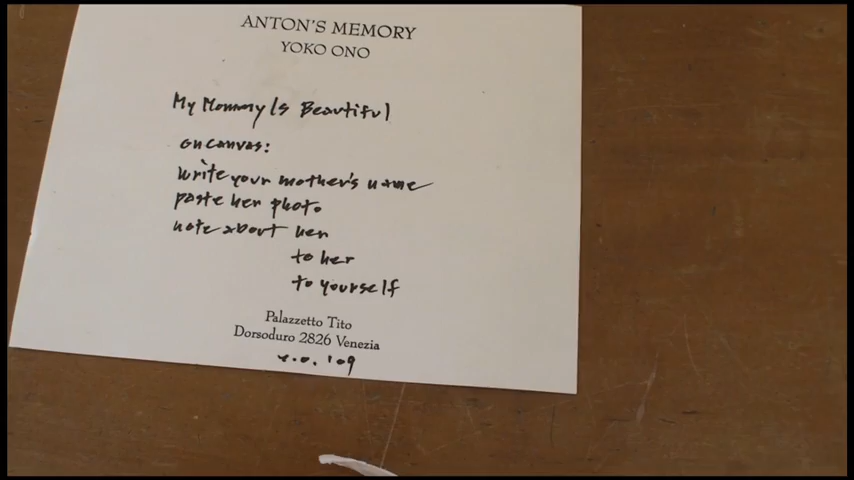 ANTON'S MEMORY
YOKO ONO
My Mommy Is Beautiful
on canvas:
write your mother's name
paste her photo
note about her
to her
to yourself
Palazzetto Tito
Dorsoduro 2826 Venezia
y.o. '09